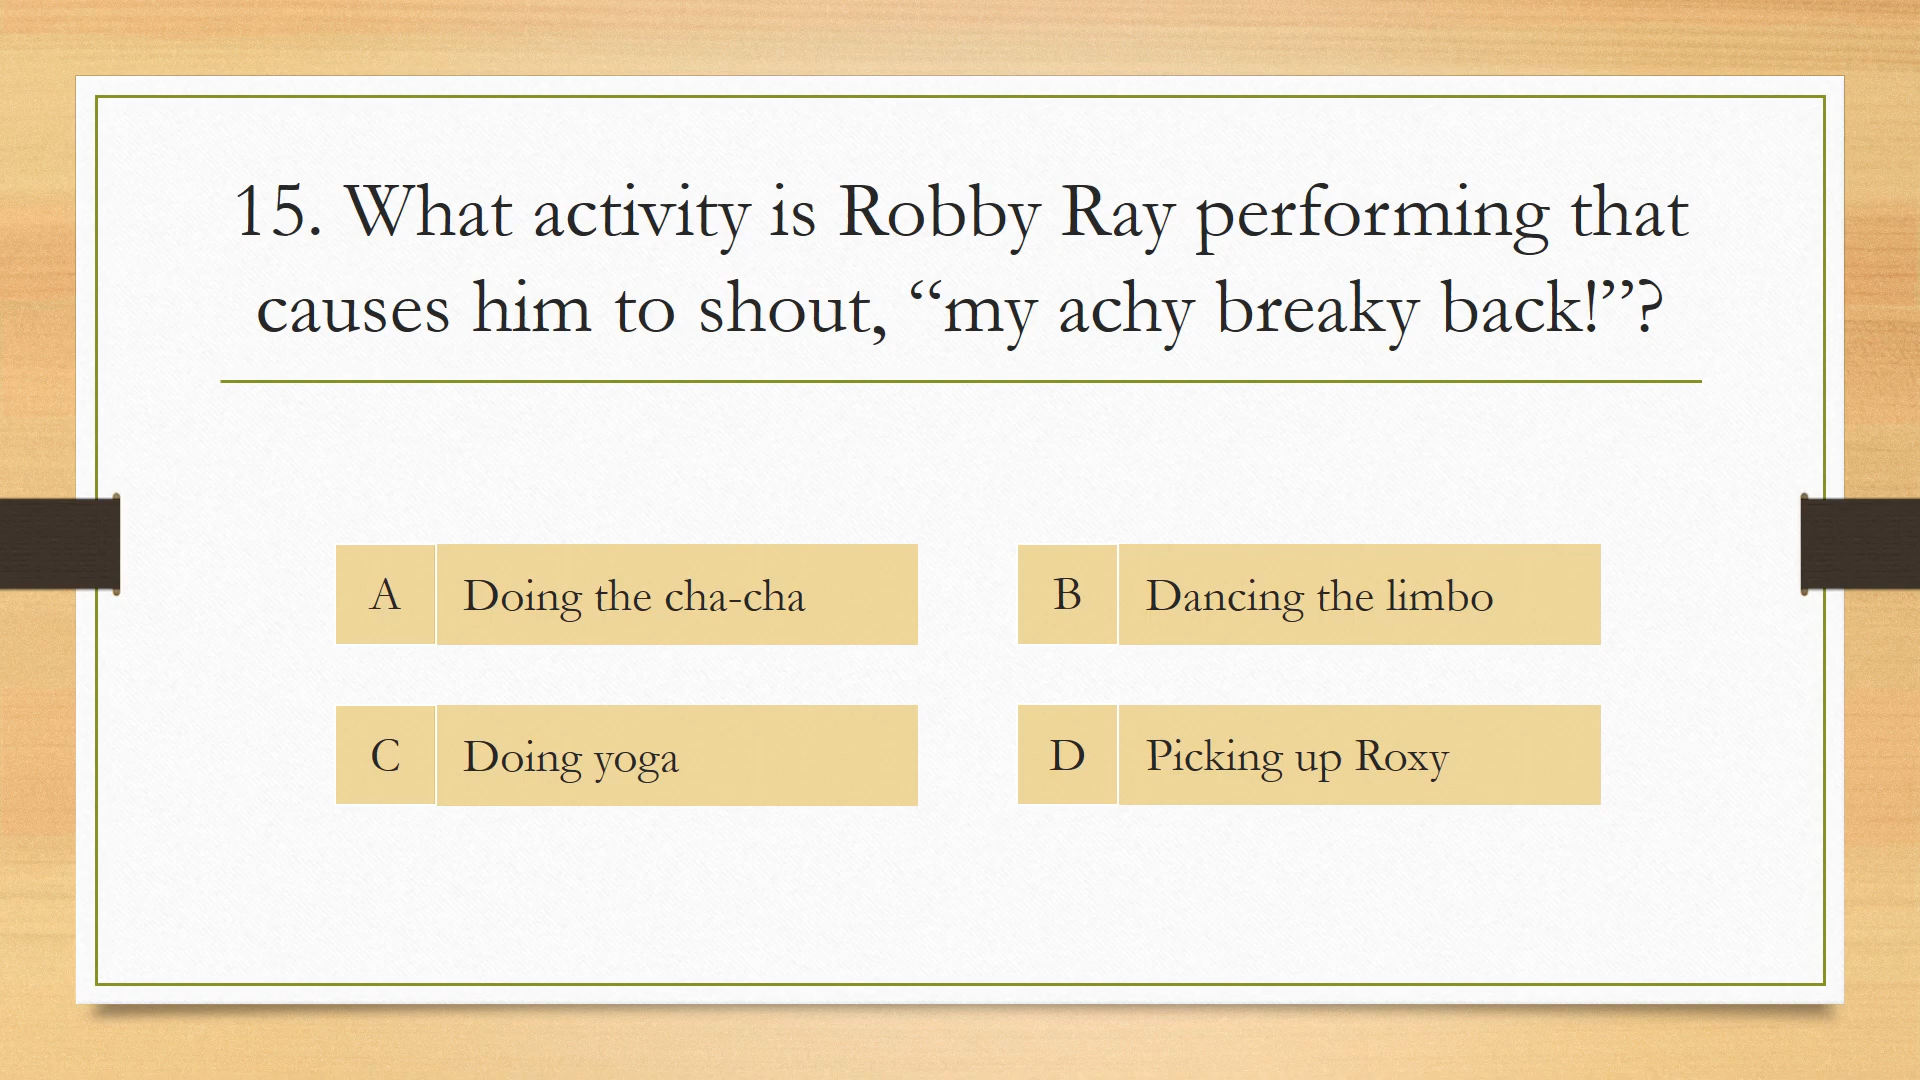 15. What activity is Robby Ray performing that
causes him to shout, “my achy breaky back!”?
A Doing the cha-cha
B Dancing the limbo
C Doing yoga
D Picking up Roxy